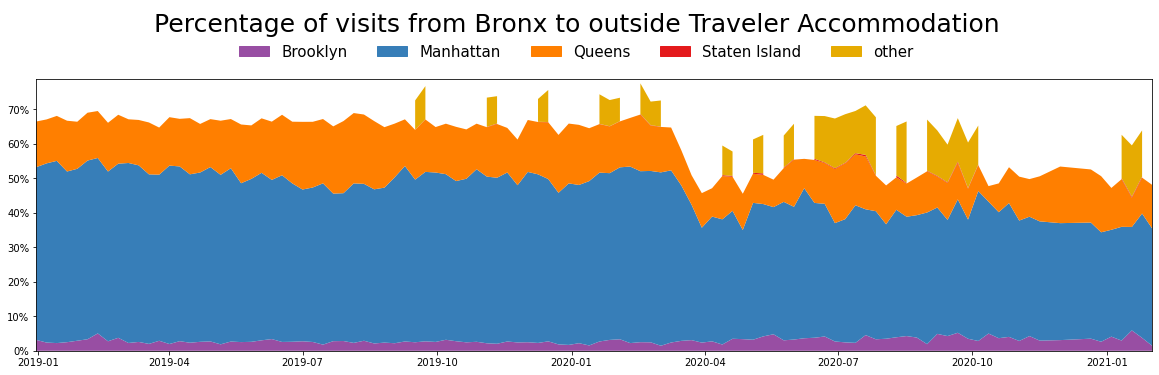 Percentage of visits from Bronx to outside Traveler Accommodation
Brooklyn Manhattan Queens Staten Island other
70%
60%
50%
40%
30%
20%
10%
0%
2019-01 2019-04 2019-07 2019-10 2020-01 2020-04 2020-07 2020-10 2021-01